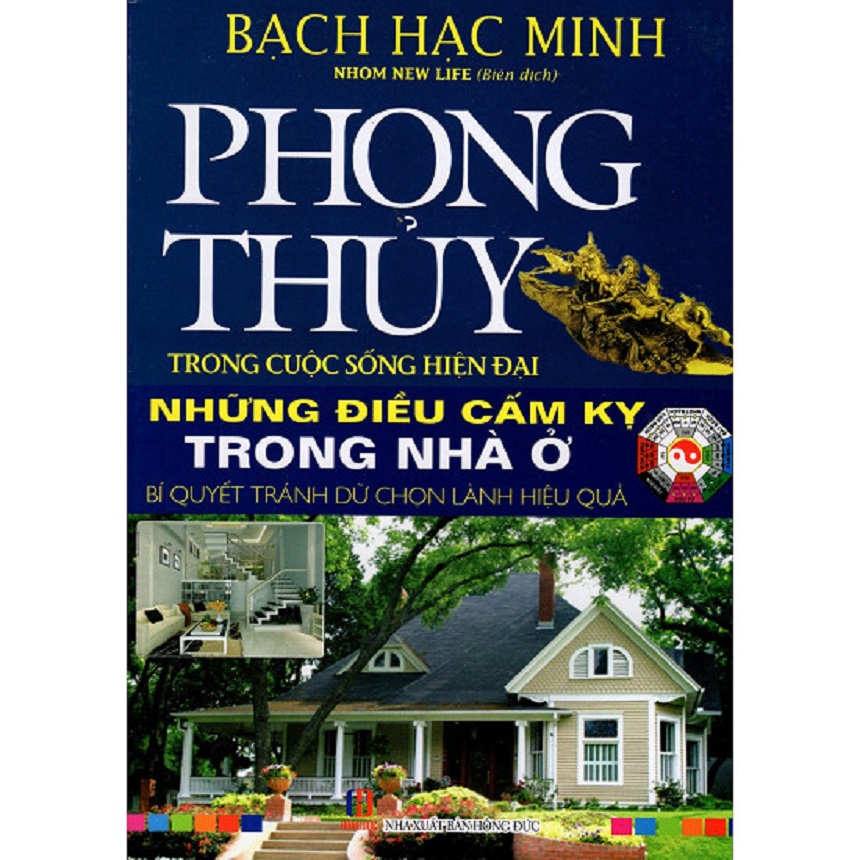 BẠCH HẠC MINH
NHÓM NEW LIFE (Biên dịch)
PHONG
THỦY
TRONG CUỘC SỐNG HIỆN ĐẠI
NHỮNG ĐIỀU CẤM KỴ
TRONG NHÀ Ở
BÍ QUYẾT TRÁNH DỮ CHỌN LÀNH HIỆU QUẢ
NHÀ XUẤT BẢN HỒNG ĐỨC